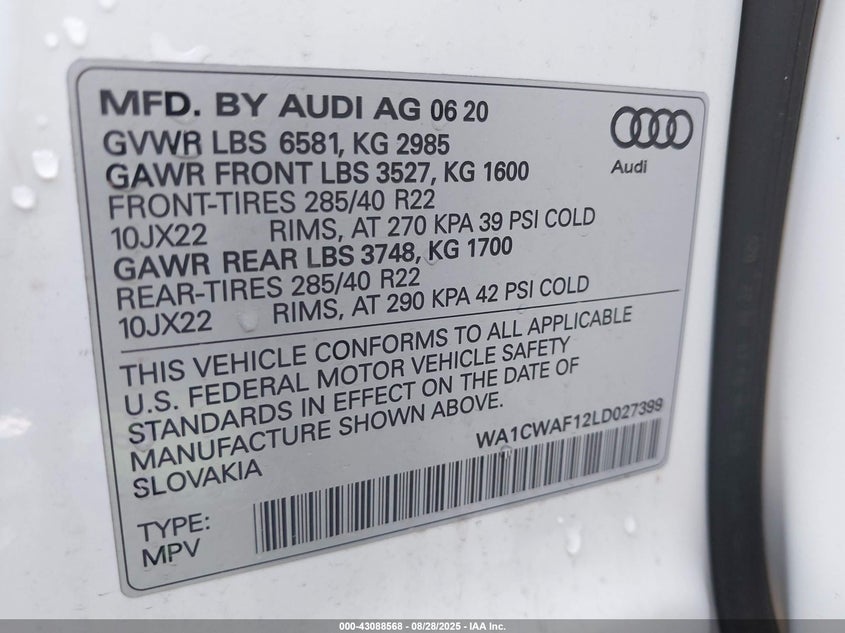 MFD. BY AUDI AG 06 20
GVWR LBS 6581, KG 2985
GAWR FRONT LBS 3527, KG 1600
FRONT-TIRES 285/40 R22
10JX22 RIMS, AT 270 KPA 39 PSI COLD
GAWR REAR LBS 3748, KG 1700
REAR-TIRES 285/40 R22
10JX22 RIMS, AT 290 KPA 42 PSI COLD
Audi
THIS VEHICLE CONFORMS TO ALL APPLICABLE
U.S. FEDERAL MOTOR VEHICLE SAFETY
STANDARDS IN EFFECT ON THE DATE OF
MANUFACTURE SHOWN ABOVE.
SLOVAKIA
WA1CWAF12LD027399
TYPE:
MPV
000-43088568 - 08/28/2025 - IAA Inc.